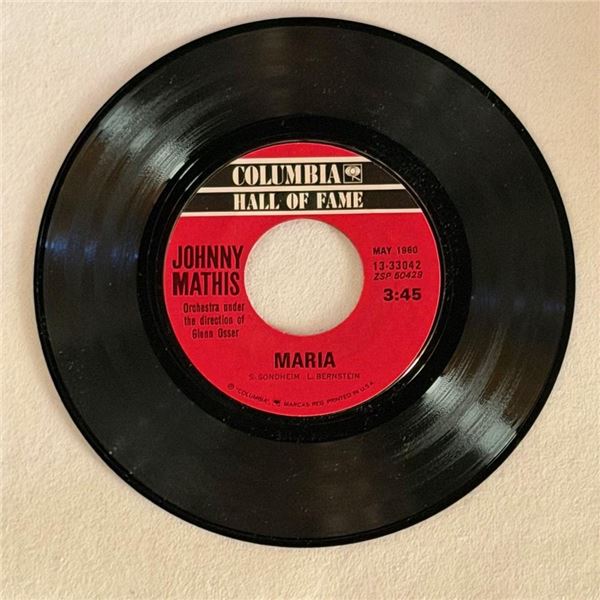 COLUMBIA
HALL OF FAME
JOHNNY
MATHIS
Orchestra under
the direction of
Glenn Osser
MAY 1960
13-33042
ZSP 50429
3:45
MARIA
S. SONDHEIM - L. BERNSTEIN
© "COLUMBIA", MARCAS REG. PRINTED IN U.S.A.